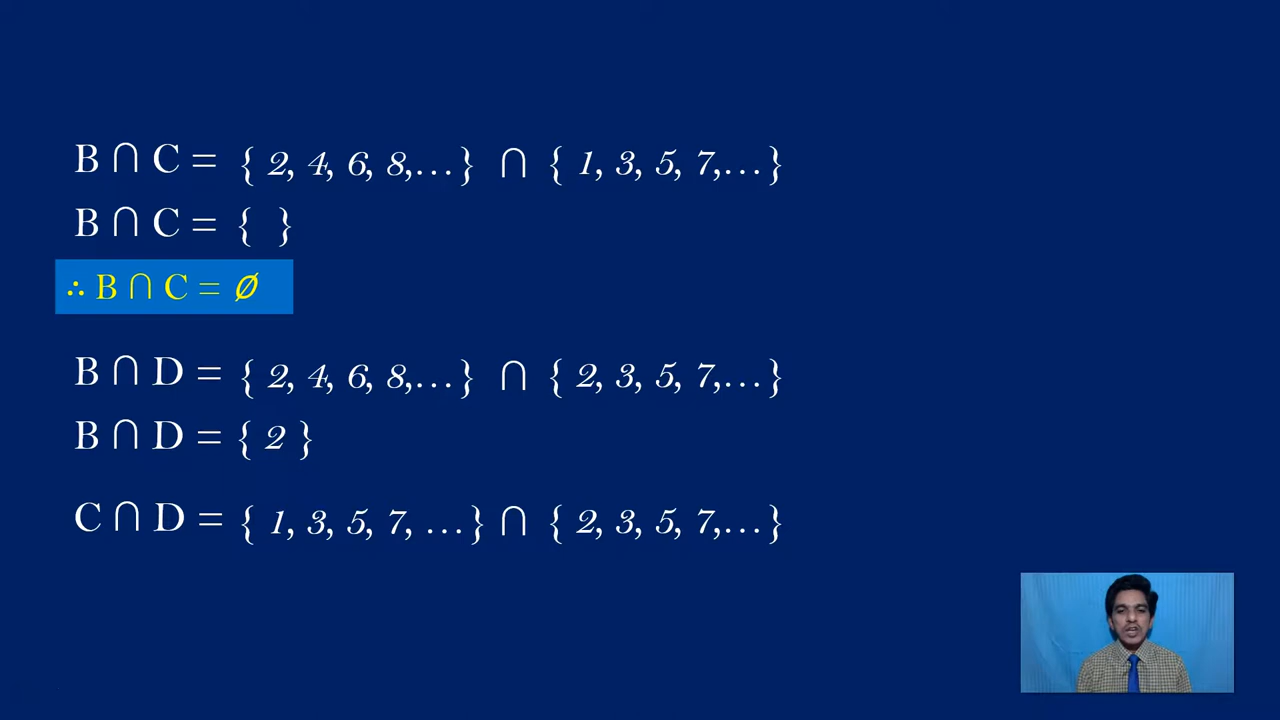 B ∩ C = { 2, 4, 6, 8,...} ∩ { 1, 3, 5, 7,...}
B ∩ C = { }
∴ B ∩ C = Ø
B ∩ D = { 2, 4, 6, 8,...} ∩ { 2, 3, 5, 7,...}
B ∩ D = { 2 }
C ∩ D = { 1, 3, 5, 7, ...} ∩ { 2, 3, 5, 7,...}